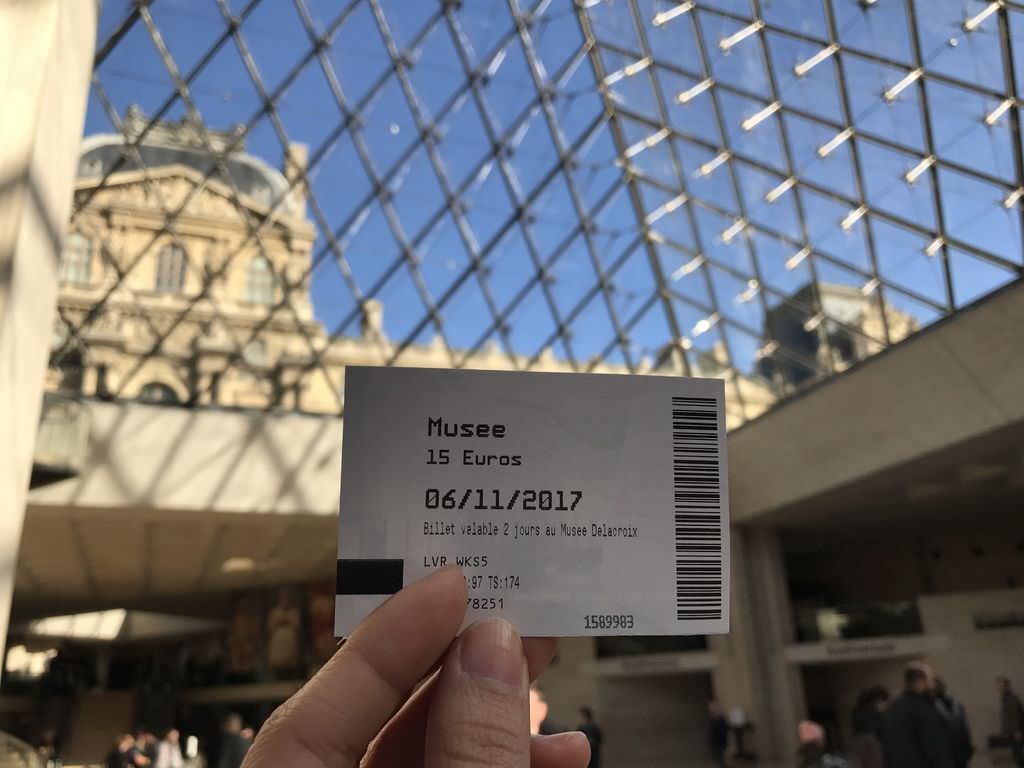 Musee
15 Euros
06/11/2017
Billet valable 2 jours au Musee Delacroix
LVR WKS5
:97 TS:174
78251
1589983